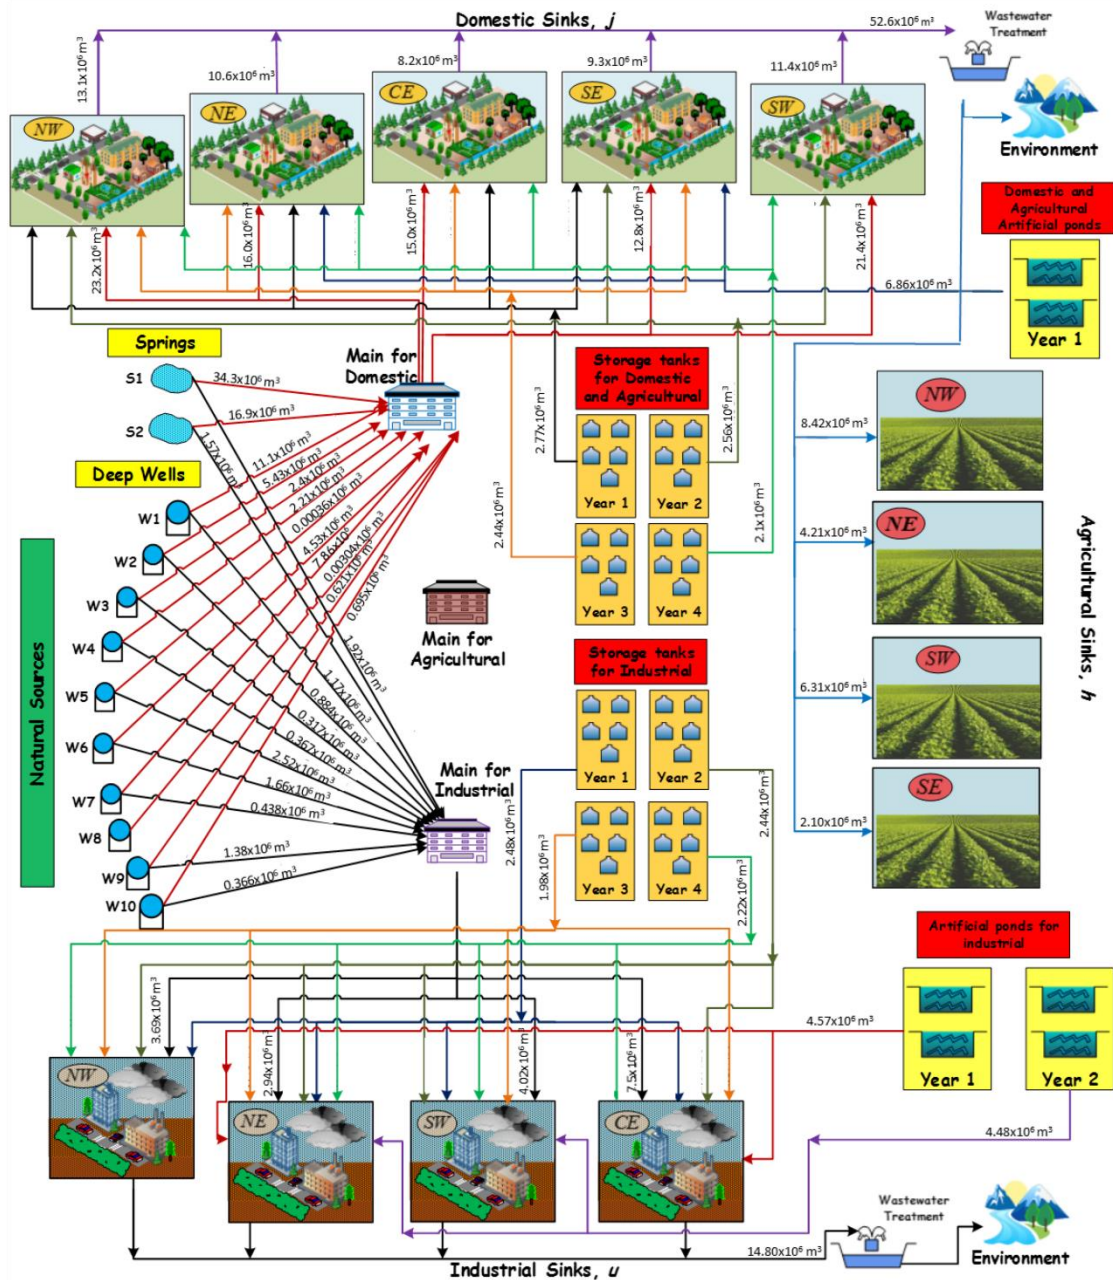 Domestic Sinks, j
52.6x10⁶ m³
Wastewater
Treatment
13.1x10⁶ m³
10.6x10⁶ m³
8.2x10⁶ m³
9.3x10⁶ m³
11.4x10⁶ m³
NW
NE
CE
SE
SW
Environment
23.2x10⁶ m³
16.0x10⁶ m³
15.0x10⁶ m³
12.8x10⁶ m³
21.4x10⁶ m³
Domestic and
Agricultural
Artificial ponds
6.86x10⁶ m³
Year 1
Springs
S1
S2
34.3x10⁶ m³
16.9x10⁶ m³
1.57x10⁶ m³
Main for
Domestic
Storage tanks
for Domestic
and Agricultural
2.77x10⁶ m³
2.56x10⁶ m³
2.44x10⁶ m³
2.1x10⁶ m³
Year 1
Year 2
Year 3
Year 4
Deep Wells
W1
W2
W3
W4
W5
W6
W7
W8
W9
W10
11.1x10⁶ m³
5.43x10⁶ m³
2.4x10⁶ m³
2.21x10⁶ m³
0.00036x10⁶ m³
4.53x10⁶ m³
7.86x10⁶ m³
0.00304x10⁶ m³
0.621x10⁶ m³
0.695x10⁶ m³
Natural Sources
Main for
Agricultural
1.92x10⁶ m³
1.17x10⁶ m³
0.884x10⁶ m³
0.317x10⁶ m³
0.367x10⁶ m³
2.52x10⁶ m³
1.66x10⁶ m³
0.438x10⁶ m³
1.38x10⁶ m³
0.366x10⁶ m³
Main for
Industrial
Storage tanks
for Industrial
Year 1
Year 2
Year 3
Year 4
2.48x10⁶ m³
2.44x10⁶ m³
1.98x10⁶ m³
2.22x10⁶ m³
8.42x10⁶ m³
NW
4.21x10⁶ m³
NE
6.31x10⁶ m³
SW
2.10x10⁶ m³
SE
Agricultural Sinks, h
Artificial ponds for
industrial
4.57x10⁶ m³
Year 1
Year 2
4.48x10⁶ m³
3.69x10⁶ m³
2.94x10⁶ m³
4.02x10⁶ m³
7.5x10⁶ m³
NW
NE
SW
CE
Wastewater
Treatment
14.80x10⁶ m³
Environment
Industrial Sinks, u